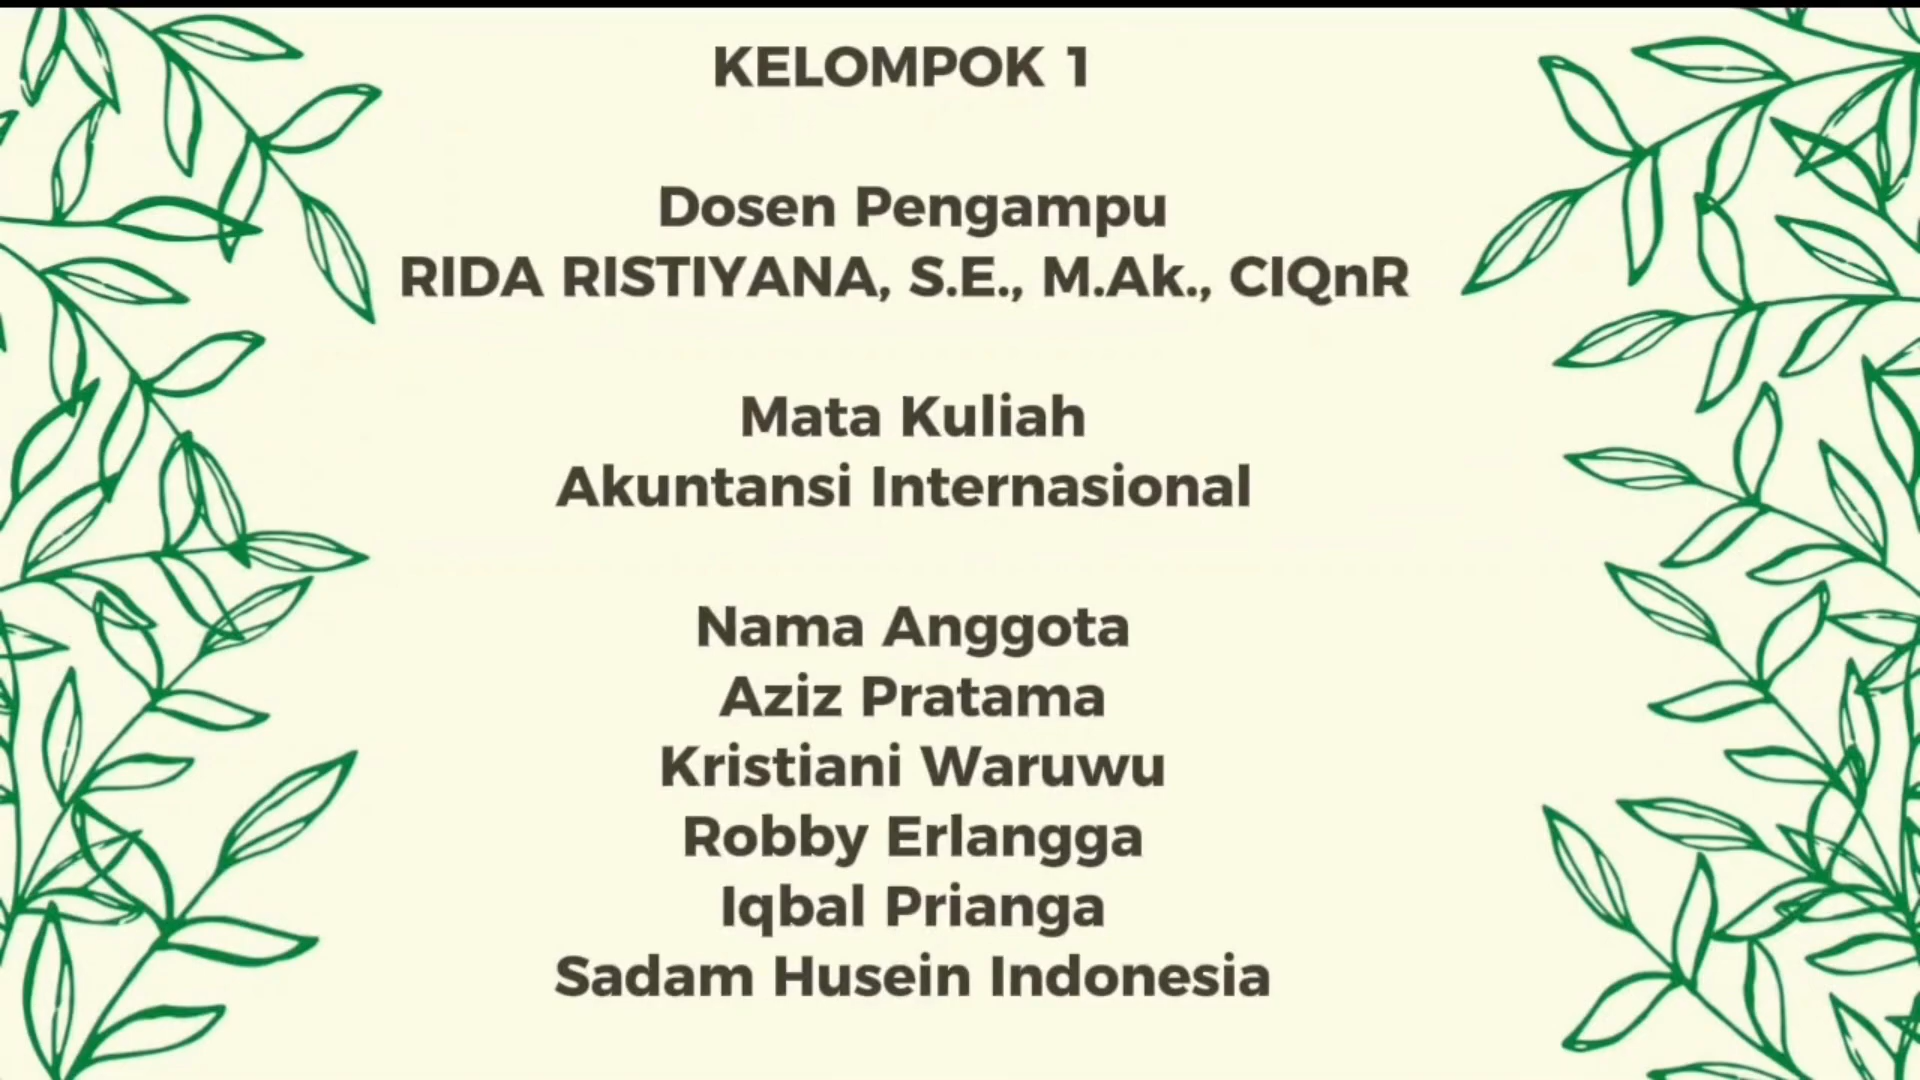 KELOMPOK 1
Dosen Pengampu
RIDA RISTIYANA, S.E., M.Ak., CIQnR
Mata Kuliah
Akuntansi Internasional
Nama Anggota
Aziz Pratama
Kristiani Waruwu
Robby Erlangga
Iqbal Prianga
Sadam Husein Indonesia